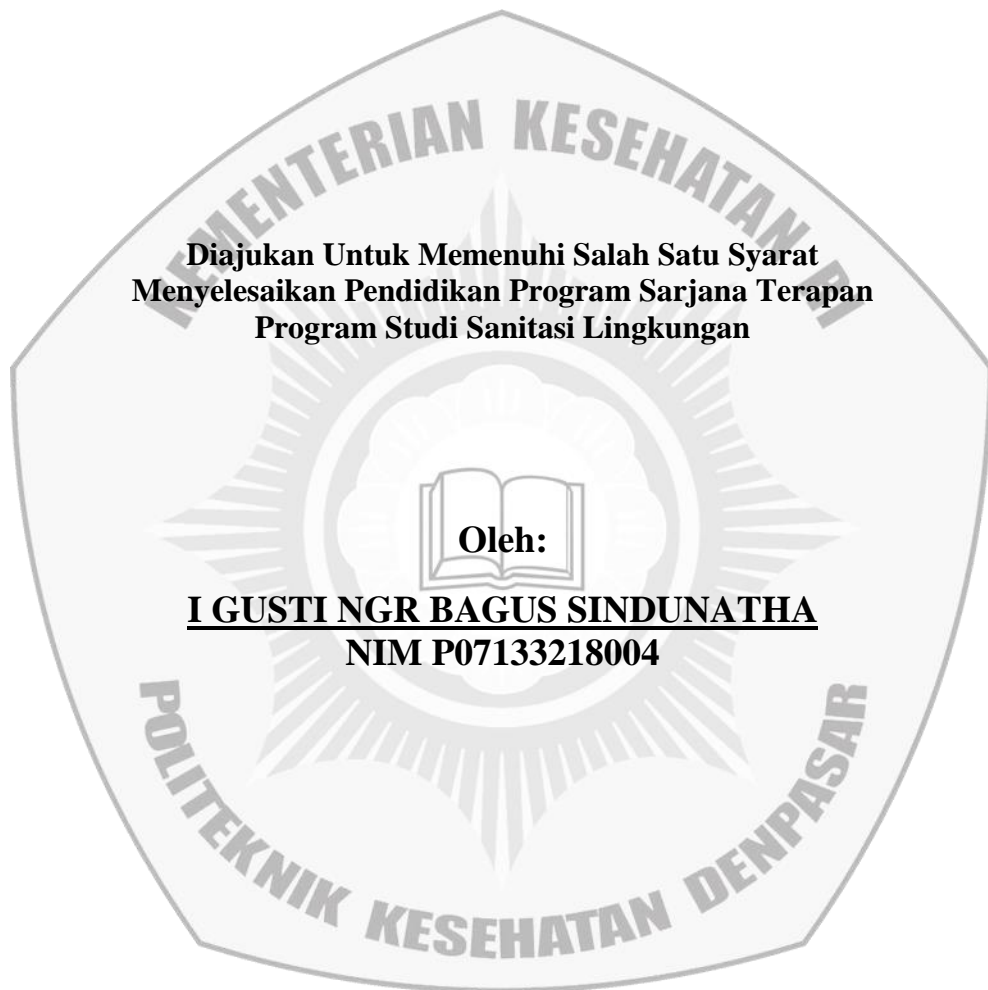 KEMENTERIAN KESEHATAN RI
Diajukan Untuk Memenuhi Salah Satu Syarat
Menyelesaikan Pendidikan Program Sarjana Terapan
Program Studi Sanitasi Lingkungan
Oleh:
I GUSTI NGR BAGUS SINDUNATHA
NIM P07133218004
POLITEKNIK KESEHATAN DENPASAR